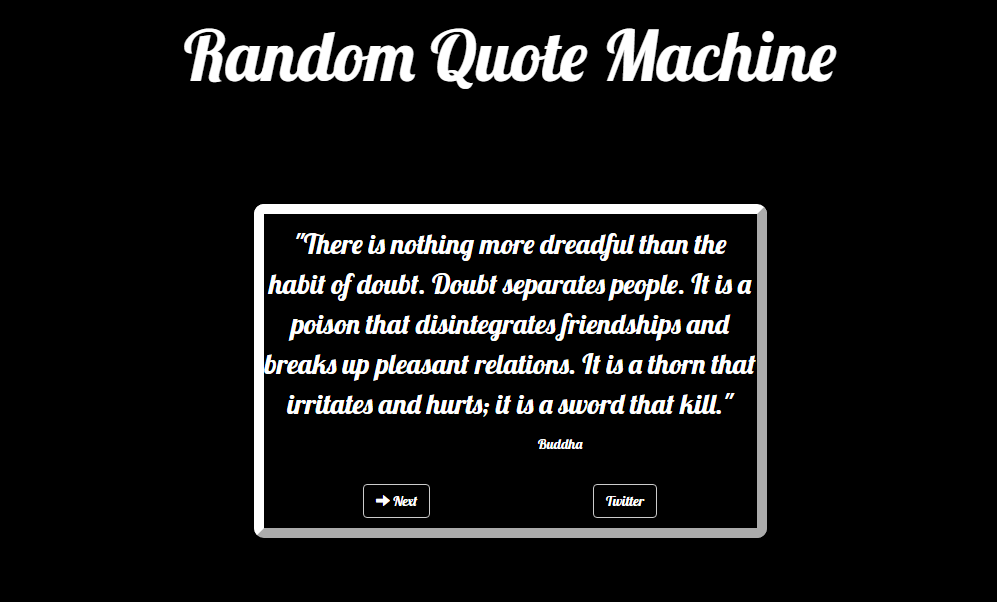 Random Quote Machine
"There is nothing more dreadful than the
habit of doubt. Doubt separates people. It is a
poison that disintegrates friendships and
breaks up pleasant relations. It is a thorn that
irritates and hurts; it is a sword that kill."
Buddha
Next
Twitter